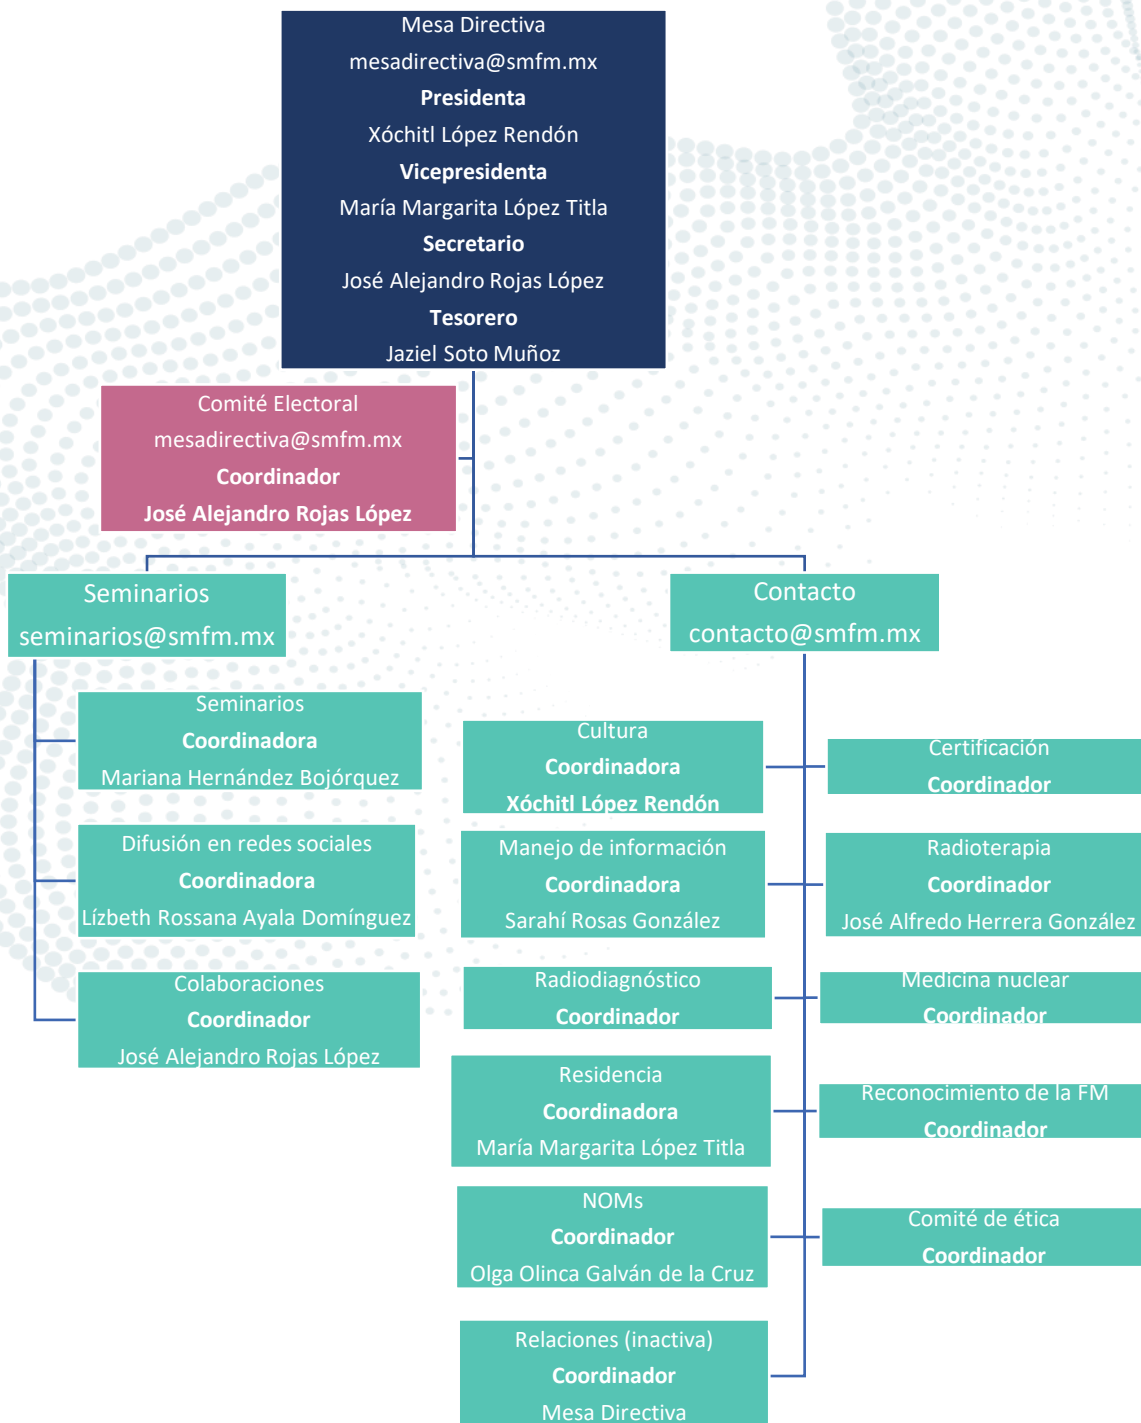 Mesa Directiva
mesadirectiva@smfm.mx
Presidenta
Xóchitl López Rendón
Vicepresidenta
María Margarita López Titla
Secretario
José Alejandro Rojas López
Tesorero
Jaziel Soto Muñoz
Comité Electoral
mesadirectiva@smfm.mx
Coordinador
José Alejandro Rojas López
Seminarios
seminarios@smfm.mx
Seminarios
Coordinadora
Mariana Hernández Bojórquez
Difusión en redes sociales
Coordinadora
Lízbeth Rossana Ayala Domínguez
Colaboraciones
Coordinador
José Alejandro Rojas López
Contacto
contacto@smfm.mx
Cultura
Coordinadora
Xóchitl López Rendón
Certificación
Coordinador
Manejo de información
Coordinadora
Sarahí Rosas González
Radioterapia
Coordinador
José Alfredo Herrera González
Radiodiagnóstico
Coordinador
Medicina nuclear
Coordinador
Residencia
Coordinadora
María Margarita López Titla
Reconocimiento de la FM
Coordinador
NOMs
Coordinador
Olga Olinca Galván de la Cruz
Comité de ética
Coordinador
Relaciones (inactiva)
Coordinador
Mesa Directiva